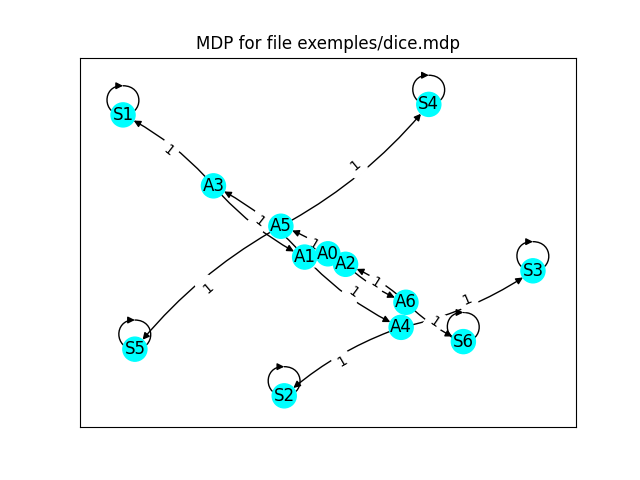 MDP for file exemples/dice.mdp
S4
S1
1
1
A3
1
A5
1
A0
A1
A2
S3
1
1
1
1
A6
1
A4
S6
S5
1
S2